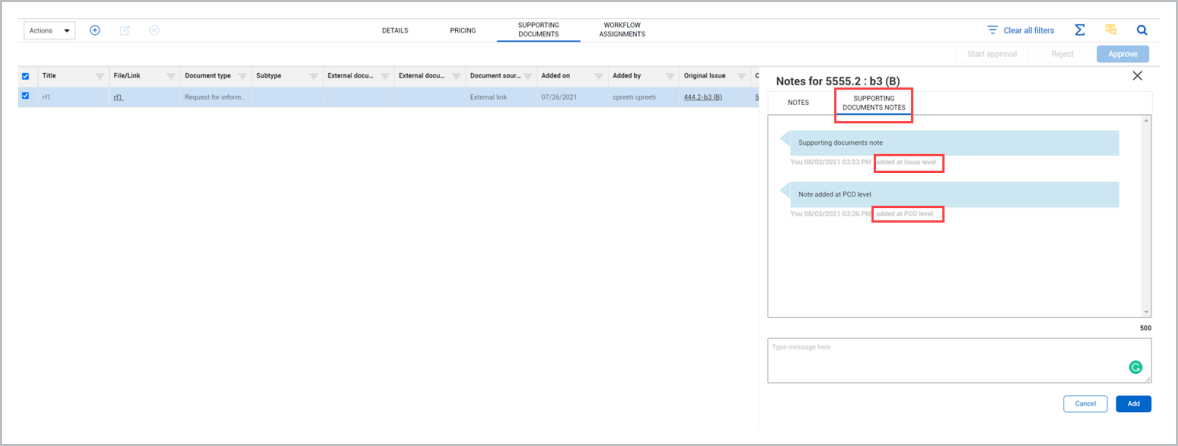 Actions
DETAILS
PRICING
SUPPORTING
DOCUMENTS
WORKFLOW
ASSIGNMENTS
Clear all filters
Start approval
Reject
Approve
Title
File/Link
Document type
Subtype
External docu...
External docu...
Document sour...
Added on
Added by
Original Issue
C
rf1
rf1.
Request for inform...
External link
07/26/2021
cpreeti cpreeti
444.2-b3 (B)
5
Notes for 5555.2 : b3 (B)
NOTES
SUPPORTING
DOCUMENTS NOTES
Supporting documents note
You 08/03/2021 03:23 PM added at Issue level
Note added at PCO level.
You 08/03/2021 03:36 PM added at PCO level
500
Type message here
Cancel
Add